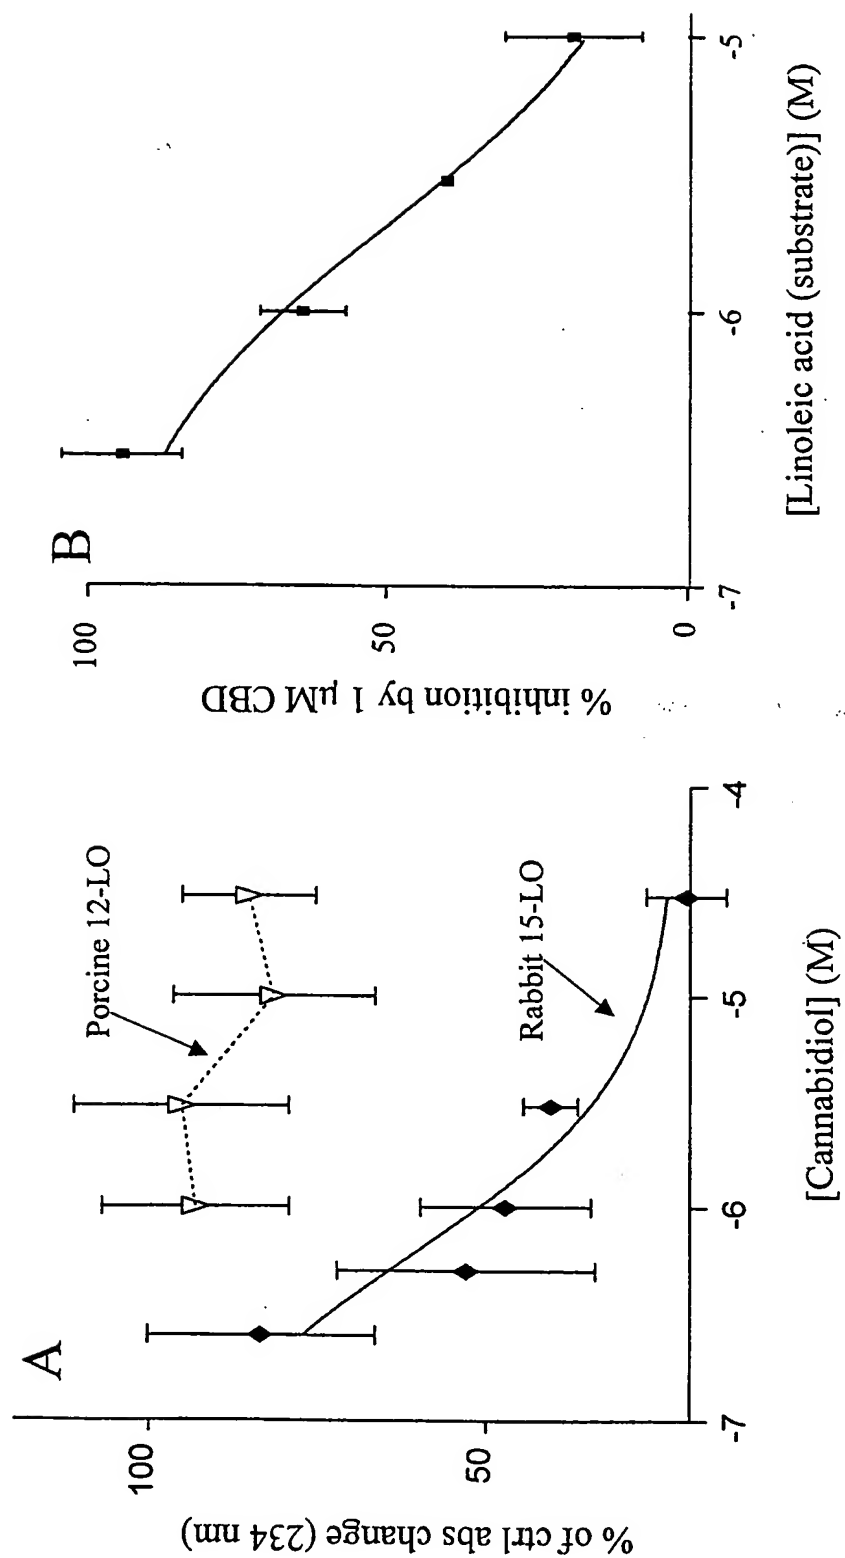 A
% of ctrl abs change (234 nm)
100
50
Porcine 12-LO
Rabbit 15-LO
-7
-6
-5
-4
[Cannabidiol] (M)
B
% inhibition by 1 µM CBD
100
50
0
-7
-6
-5
[Linoleic acid (substrate)] (M)